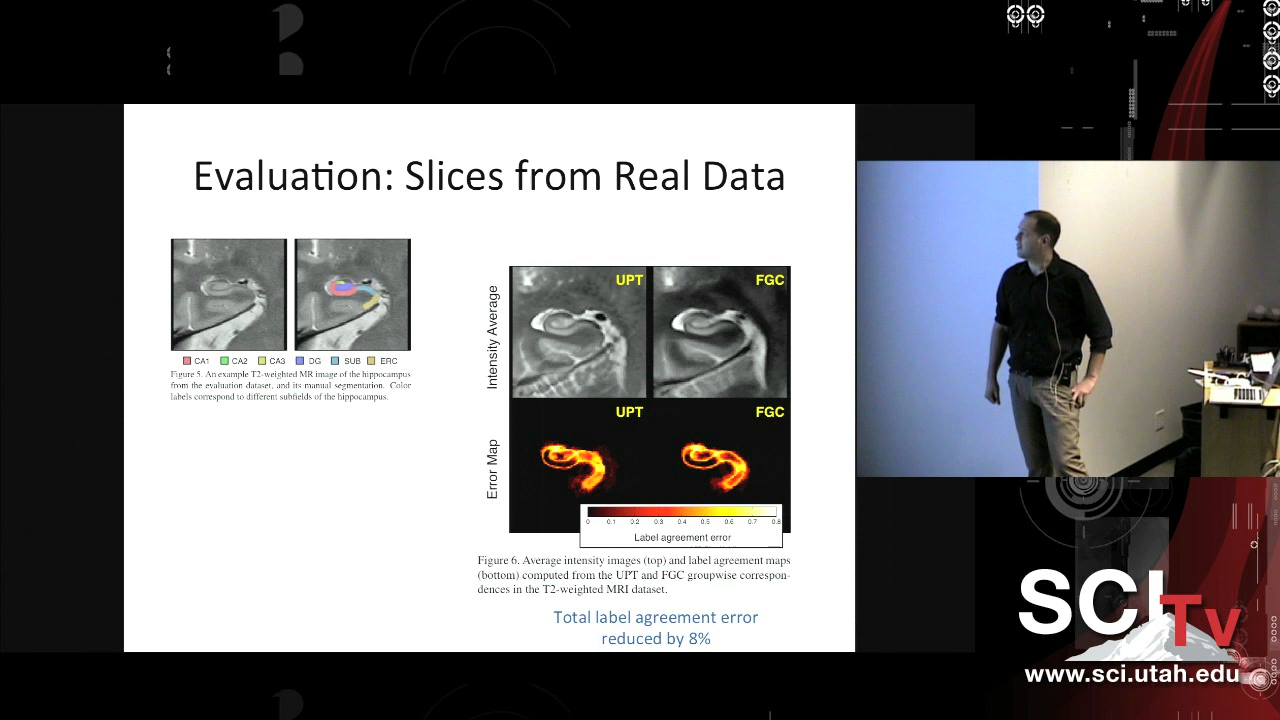 Evaluation: Slices from Real Data
CA1 CA2 CA3 DG SUB ERC
Figure 5. An example T2-weighted MR image of the hippocampus
from the evaluation dataset, and its manual segmentation. Color
labels correspond to different subfields of the hippocampus.
Intensity Average
UPT FGC
Error Map
UPT FGC
0 0.1 0.2 0.3 0.4 0.5 0.6 0.7 0.8
Label agreement error
Figure 6. Average intensity images (top) and label agreement maps
(bottom) computed from the UPT and FGC groupwise correspon-
dences in the T2-weighted MRI dataset.
Total label agreement error
reduced by 8%
SCI
TV
www.sci.utah.edu